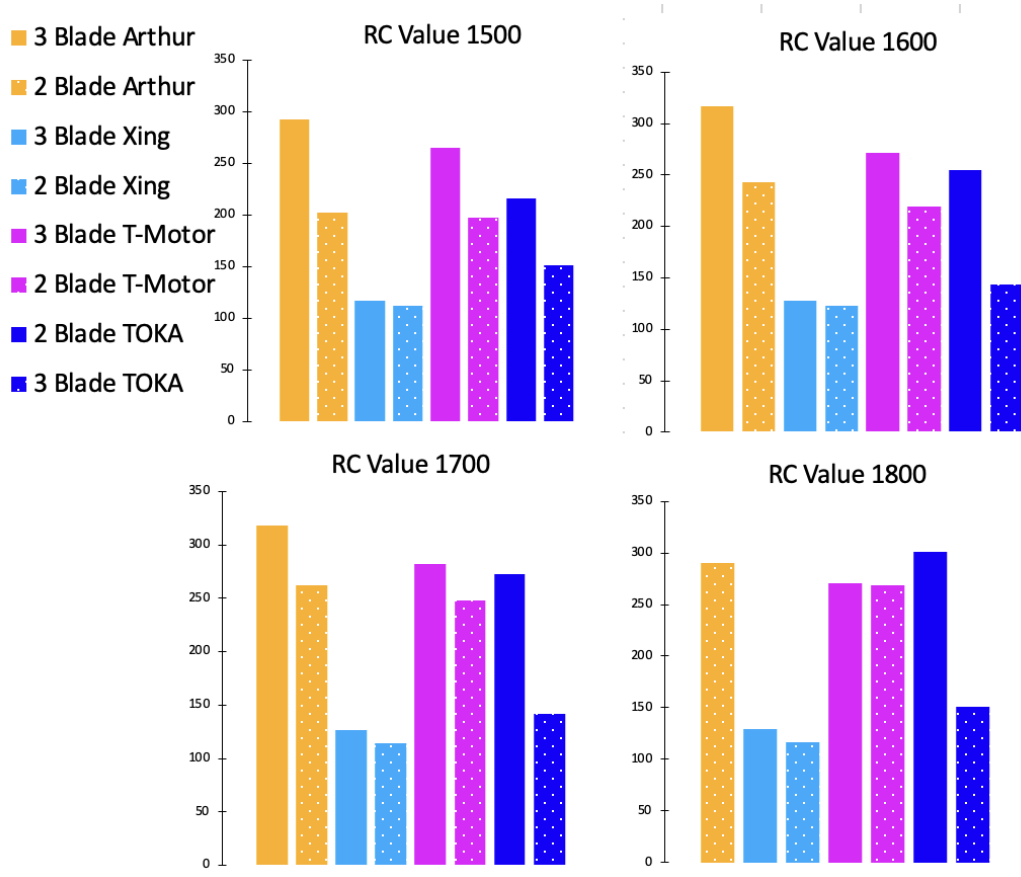 3 Blade Arthur
2 Blade Arthur
3 Blade Xing
2 Blade Xing
3 Blade T-Motor
2 Blade T-Motor
2 Blade TOKA
3 Blade TOKA
RC Value 1500
350
300
250
200
150
100
50
0
RC Value 1600
350
300
250
200
150
100
50
0
RC Value 1700
350
300
250
200
150
100
50
0
RC Value 1800
350
300
250
200
150
100
50
0